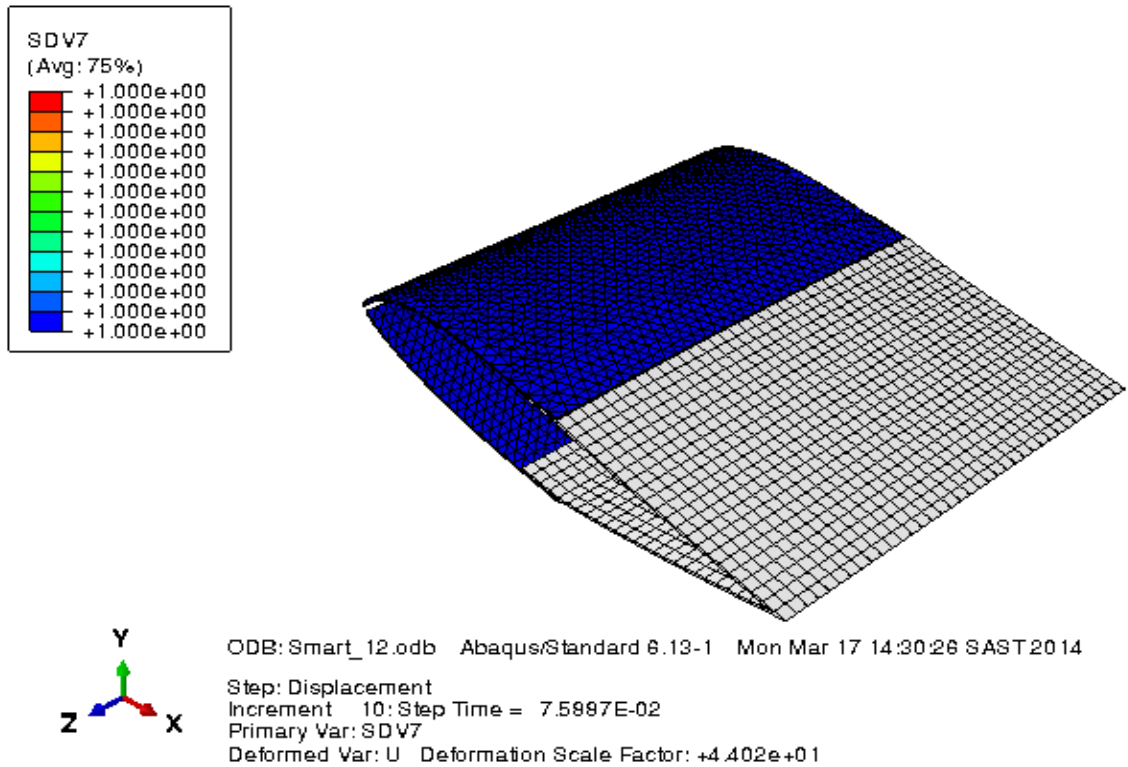 SDV7
(Avg: 75%)
+1.000e+00
+1.000e+00
+1.000e+00
+1.000e+00
+1.000e+00
+1.000e+00
+1.000e+00
+1.000e+00
+1.000e+00
+1.000e+00
+1.000e+00
+1.000e+00
+1.000e+00
Y
Z X
ODB: Smart_12.odb Abaqus/Standard 6.13-1 Mon Mar 17 14:30:26 SAST 2014
Step: Displacement
Increment 10: Step Time = 7.5997E-02
Primary Var: SDV7
Deformed Var: U Deformation Scale Factor: +4.402e+01